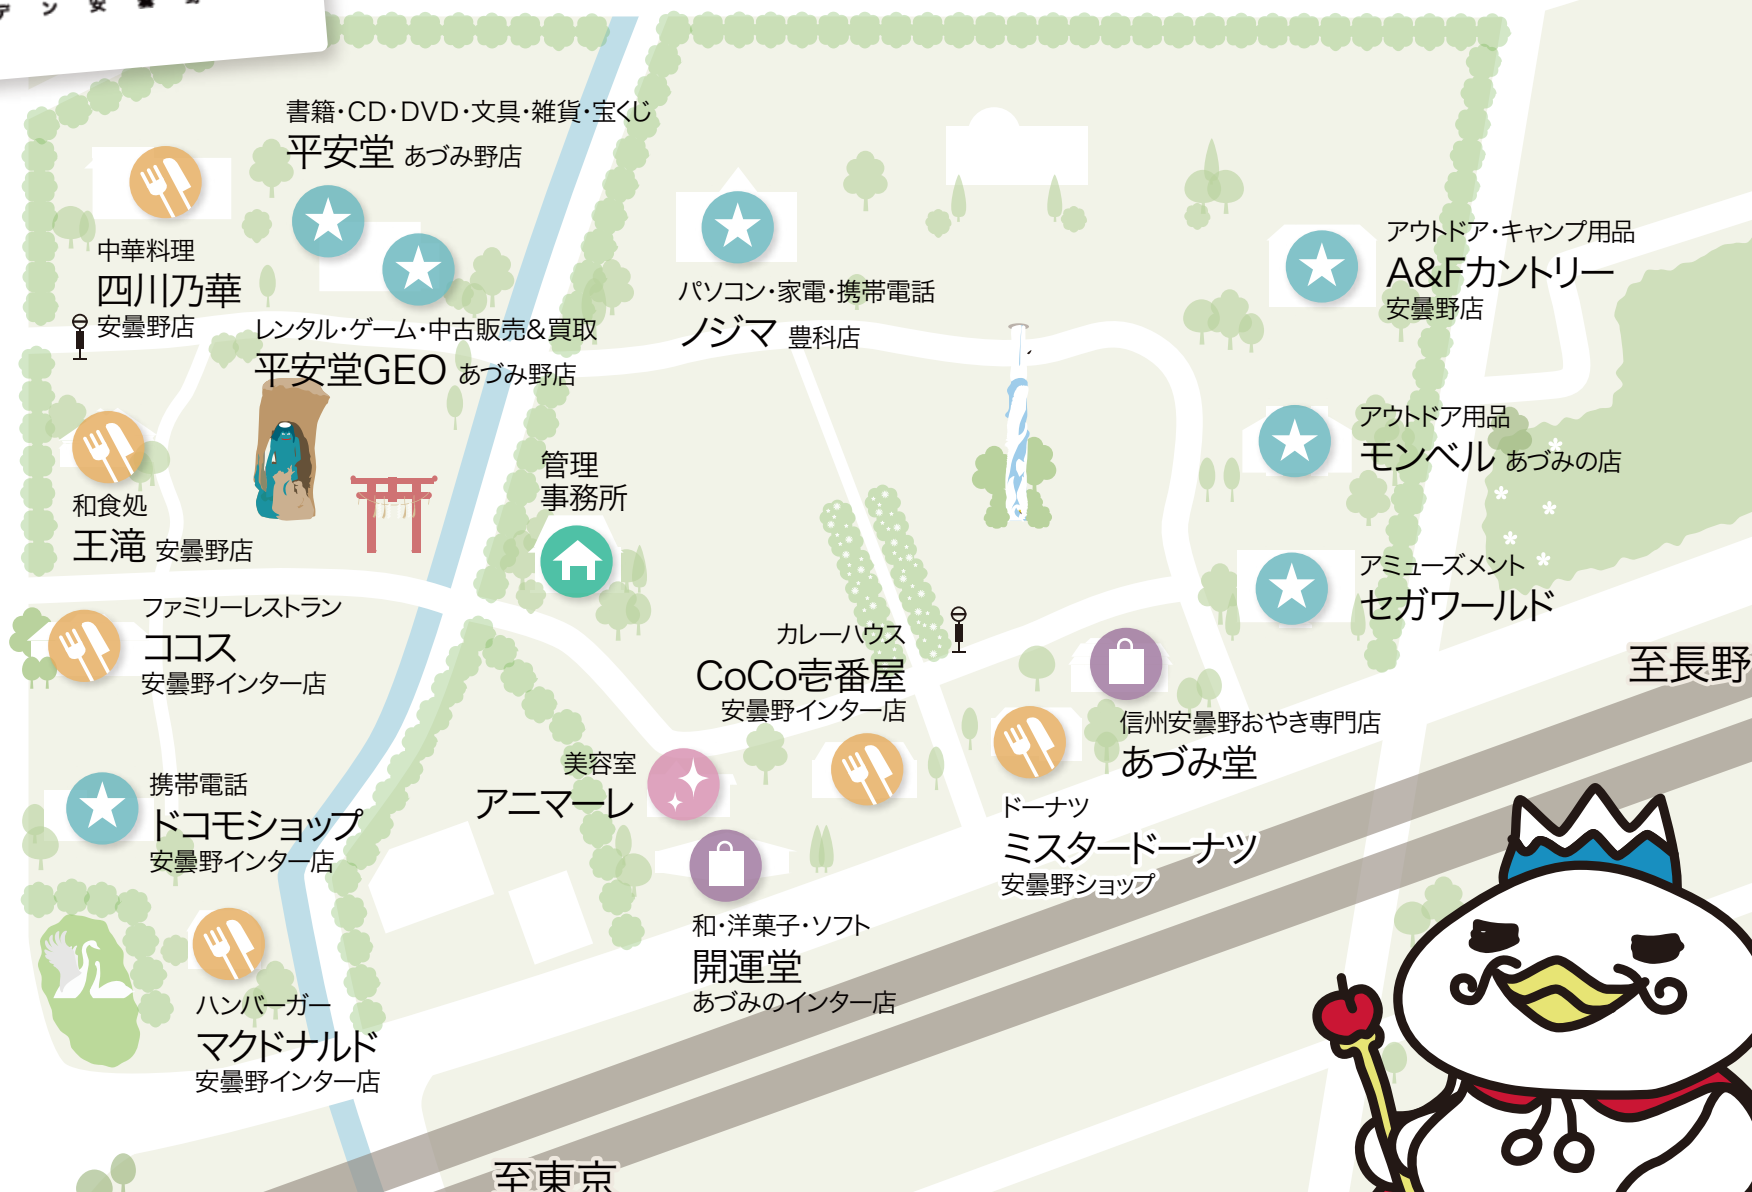 デン安曇野
書籍・CD・DVD・文具・雑貨・宝くじ
平安堂 あづみ野店
中華料理
四川乃華
安曇野店
レンタル・ゲーム・中古販売&買取
平安堂GEO あづみ野店
パソコン・家電・携帯電話
ノジマ 豊科店
アウトドア・キャンプ用品
A&Fカントリー
安曇野店
アウトドア用品
モンベル あづみの店
和食処
王滝 安曇野店
管理
事務所
アミューズメント
セガワールド
ファミリーレストラン
ココス
安曇野インター店
カレーハウス
CoCo壱番屋
安曇野インター店
至長野
信州安曇野おやき専門店
あづみ堂
美容室
アニマーレ
携帯電話
ドコモショップ
安曇野インター店
ドーナツ
ミスタードーナツ
安曇野ショップ
和・洋菓子・ソフト
開運堂
あづみのインター店
ハンバーガー
マクドナルド
安曇野インター店
至東京